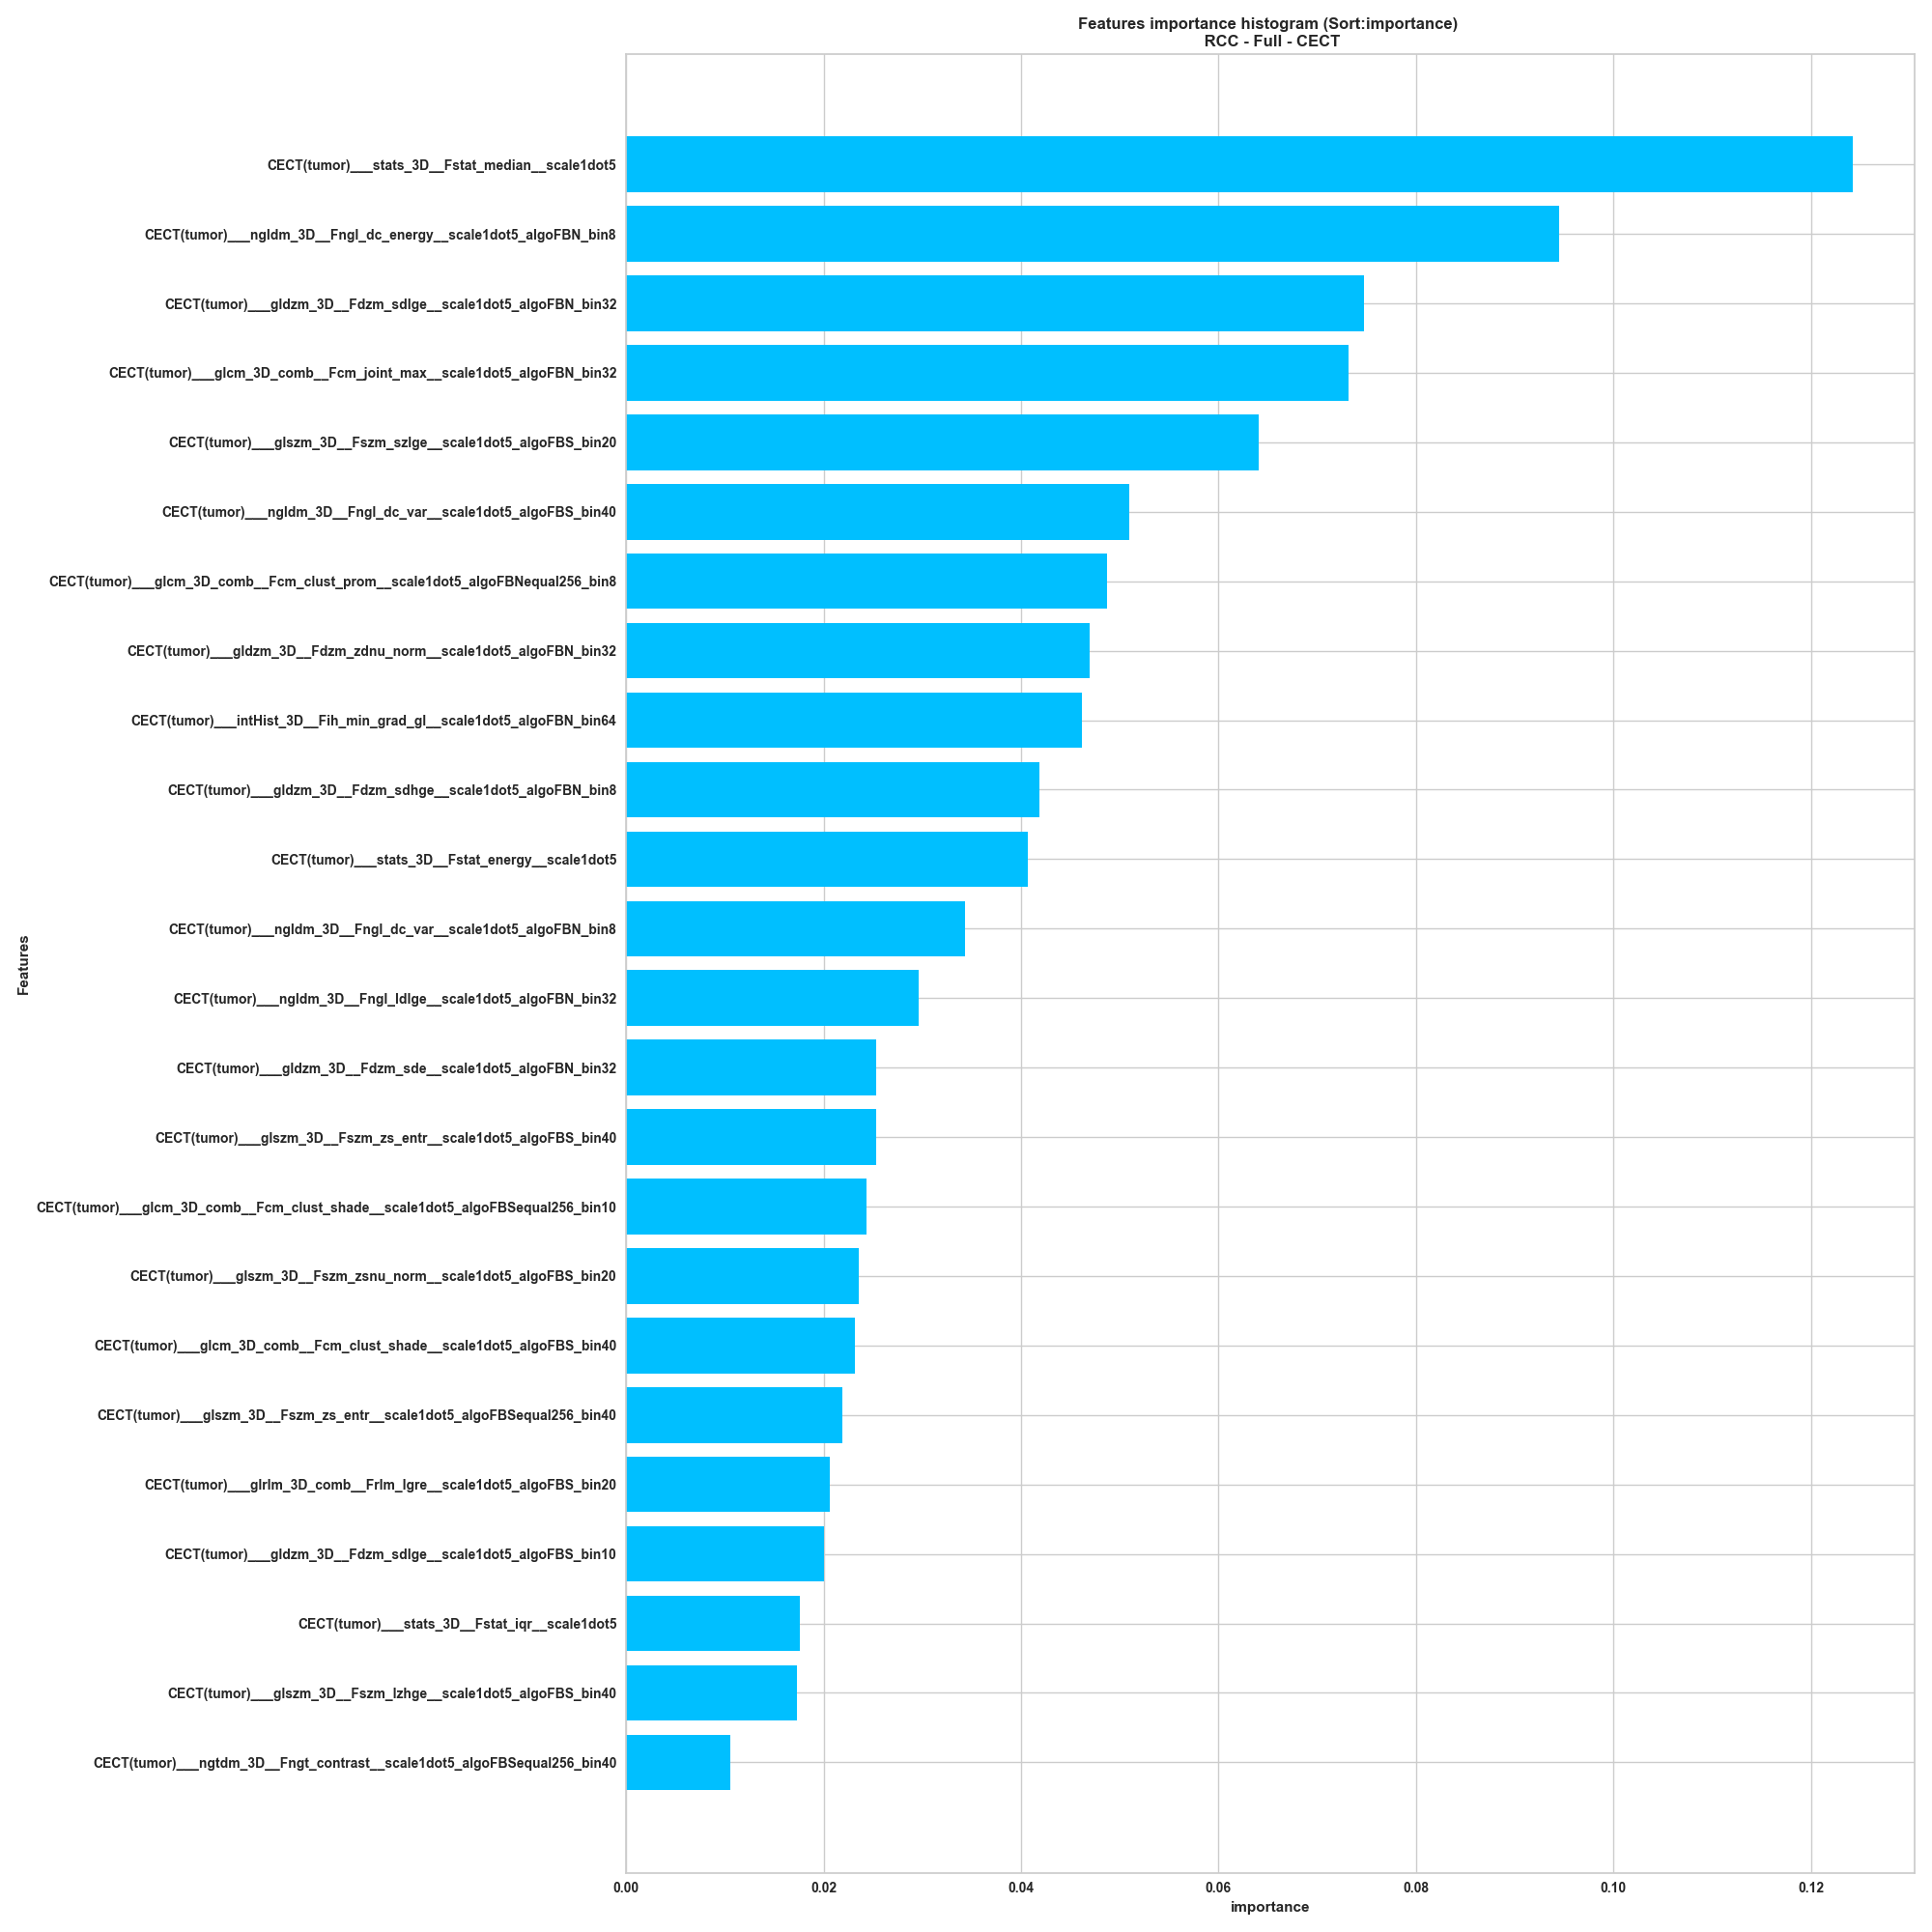 Features importance histogram (Sort:importance)
RCC - Full - CECT
CECT(tumor)___stats_3D__Fstat_median__scale1dot5
CECT(tumor)___ngldm_3D__Fngl_dc_energy__scale1dot5_algoFBN_bin8
CECT(tumor)___gldzm_3D__Fdzm_sdlge__scale1dot5_algoFBN_bin32
CECT(tumor)___glcm_3D_comb__Fcm_joint_max__scale1dot5_algoFBN_bin32
CECT(tumor)___glszm_3D__Fszm_szlge__scale1dot5_algoFBS_bin20
CECT(tumor)___ngldm_3D__Fngl_dc_var__scale1dot5_algoFBS_bin40
CECT(tumor)___glcm_3D_comb__Fcm_clust_prom__scale1dot5_algoFBNequal256_bin8
CECT(tumor)___gldzm_3D__Fdzm_zdnu_norm__scale1dot5_algoFBN_bin32
CECT(tumor)___intHist_3D__Fih_min_grad_gl__scale1dot5_algoFBN_bin64
CECT(tumor)___gldzm_3D__Fdzm_sdhge__scale1dot5_algoFBN_bin8
CECT(tumor)___stats_3D__Fstat_energy__scale1dot5
CECT(tumor)___ngldm_3D__Fngl_dc_var__scale1dot5_algoFBN_bin8
CECT(tumor)___ngldm_3D__Fngl_ldlge__scale1dot5_algoFBN_bin32
CECT(tumor)___gldzm_3D__Fdzm_sde__scale1dot5_algoFBN_bin32
CECT(tumor)___glszm_3D__Fszm_zs_entr__scale1dot5_algoFBS_bin40
CECT(tumor)___glcm_3D_comb__Fcm_clust_shade__scale1dot5_algoFBSequal256_bin10
CECT(tumor)___glszm_3D__Fszm_zsnu_norm__scale1dot5_algoFBS_bin20
CECT(tumor)___glcm_3D_comb__Fcm_clust_shade__scale1dot5_algoFBS_bin40
CECT(tumor)___glszm_3D__Fszm_zs_entr__scale1dot5_algoFBSequal256_bin40
CECT(tumor)___glrlm_3D_comb__Frlm_lgre__scale1dot5_algoFBS_bin20
CECT(tumor)___gldzm_3D__Fdzm_sdlge__scale1dot5_algoFBS_bin10
CECT(tumor)___stats_3D__Fstat_iqr__scale1dot5
CECT(tumor)___glszm_3D__Fszm_lzhge__scale1dot5_algoFBS_bin40
CECT(tumor)___ngtdm_3D__Fngt_contrast__scale1dot5_algoFBSequal256_bin40
Features
0.00 0.02 0.04 0.06 0.08 0.10 0.12
importance